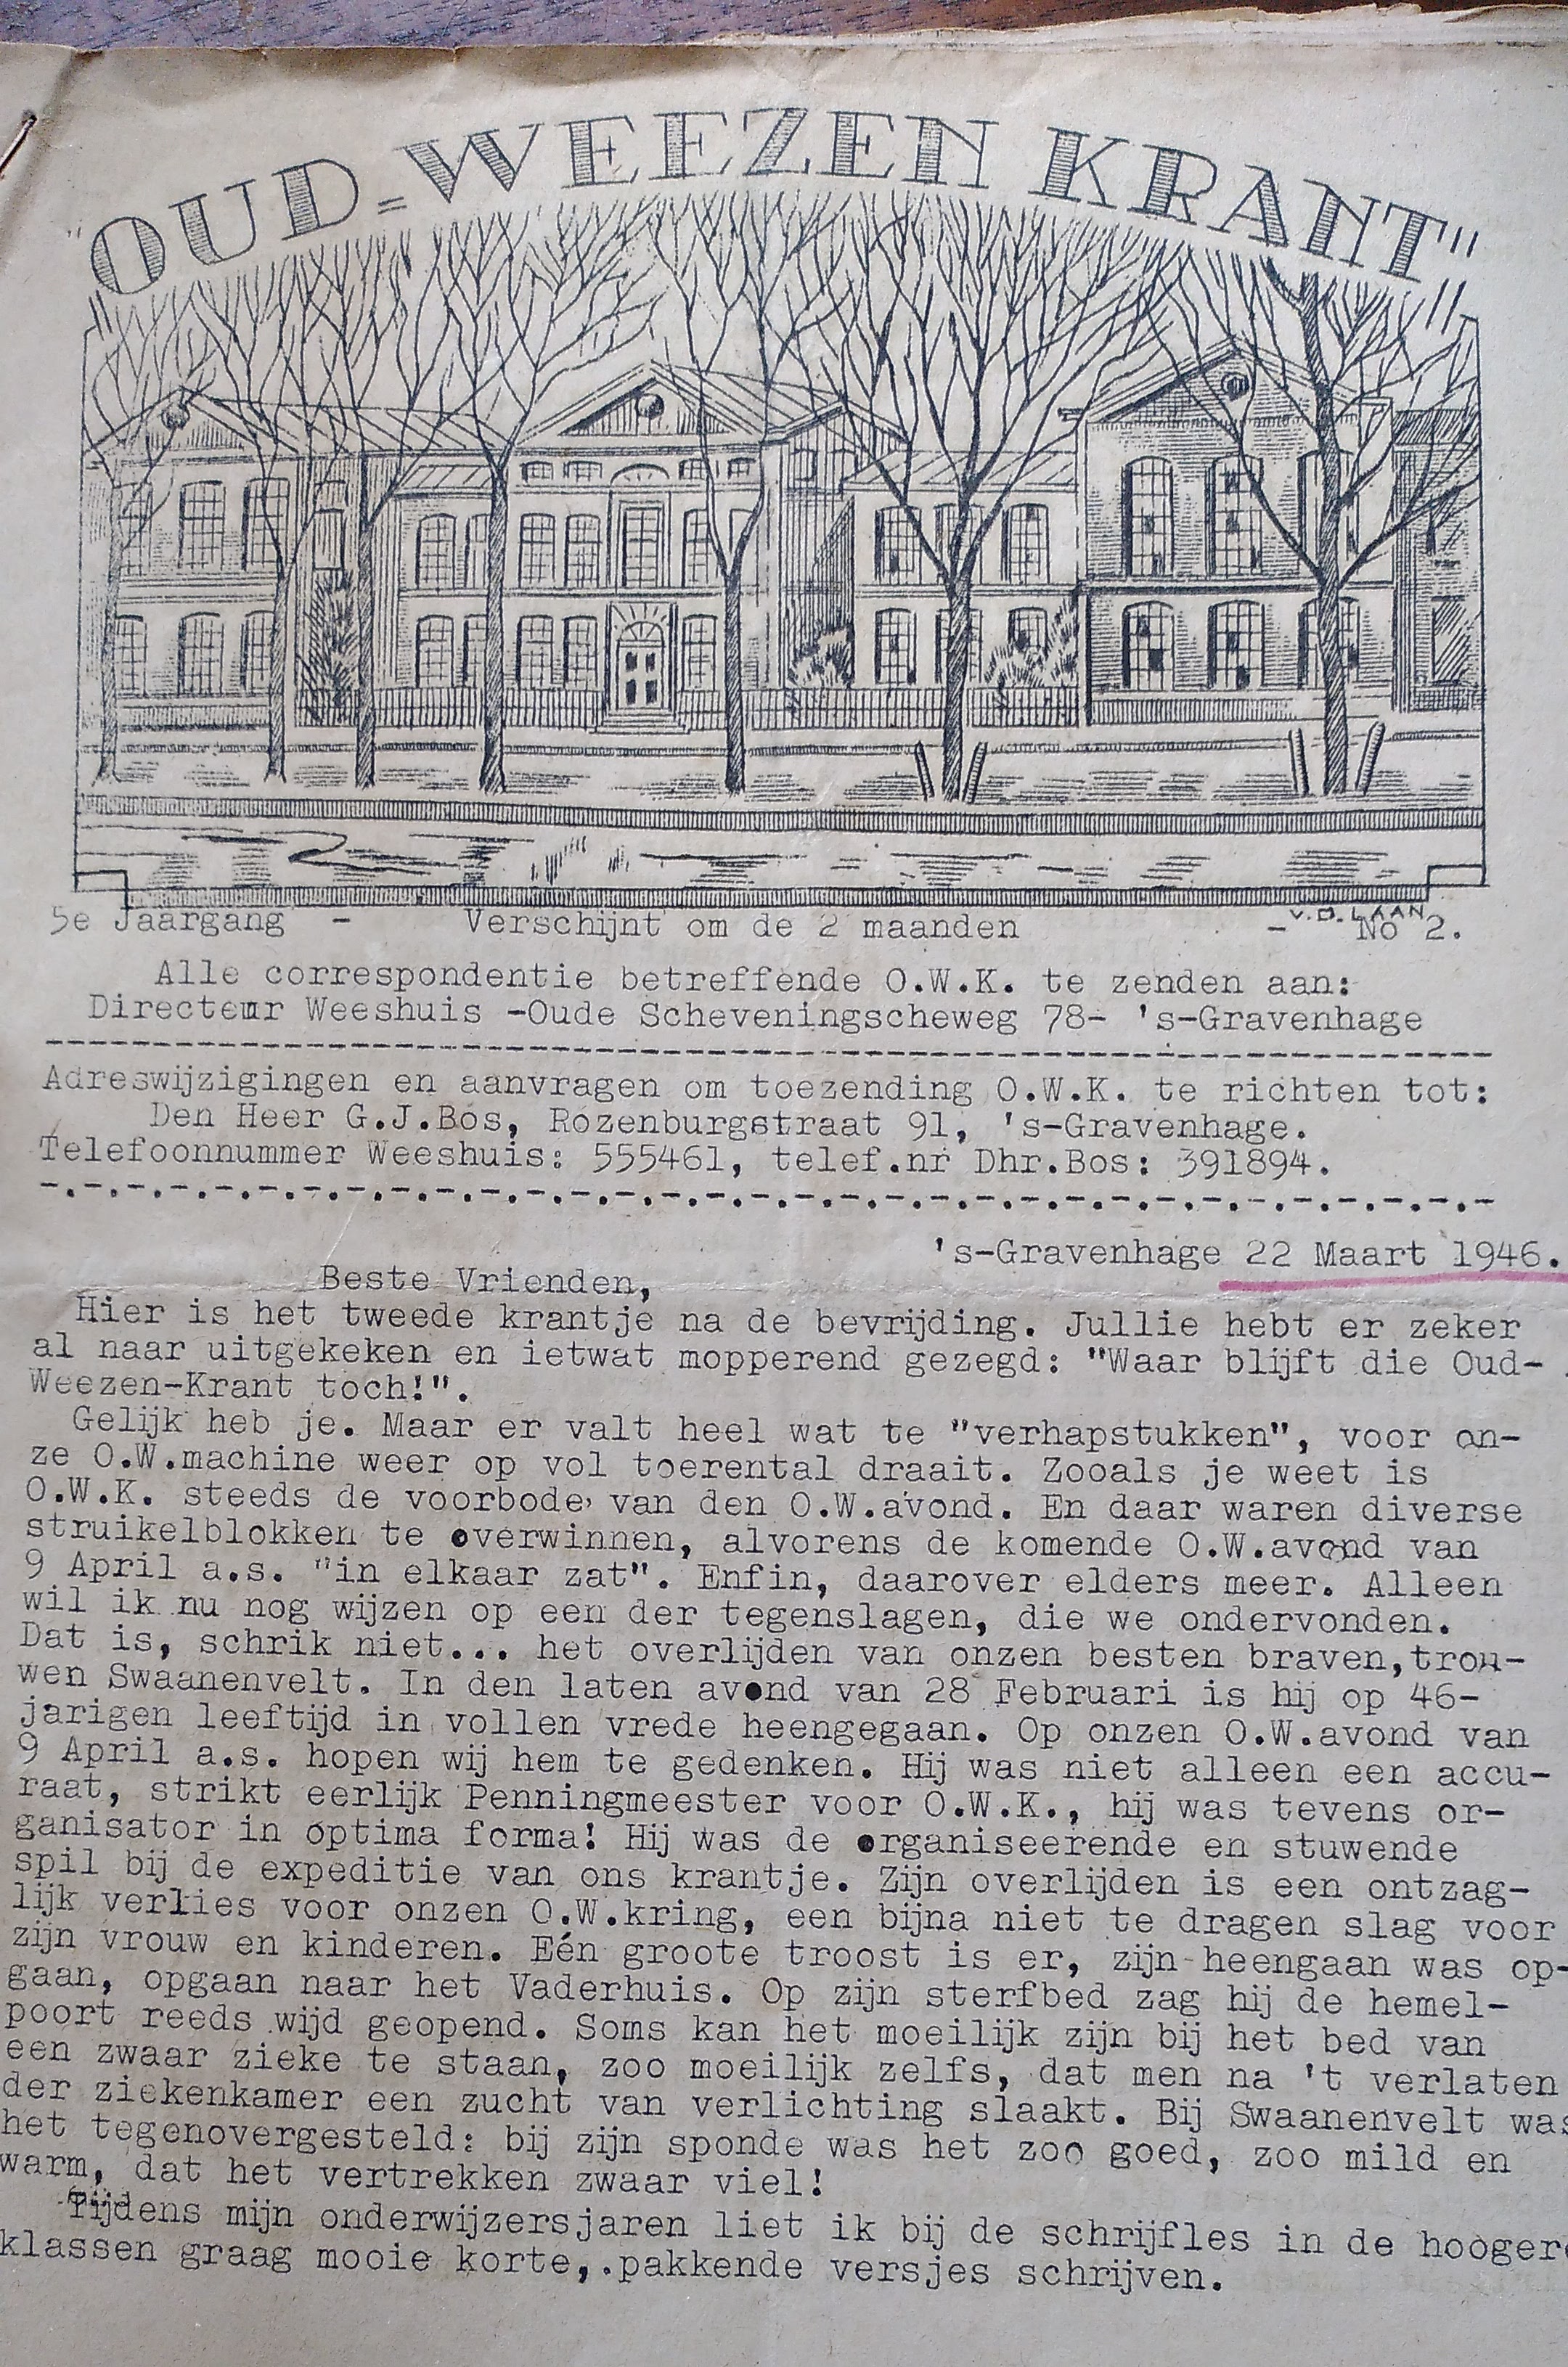 "OUD=WEEZEN KRANT"
V.D. LAAN
5e Jaargang - Verschijnt om de 2 maanden - No 2.
Alle correspondentie betreffende O.W.K. te zenden aan:
Directeur Weeshuis -Oude Scheveningscheweg 78- 's-Gravenhage
Adreswijzigingen en aanvragen om toezending O.W.K. te richten tot:
Den Heer G.J.Bos, Rozenburgstraat 91, 's-Gravenhage.
Telefoonnummer Weeshuis: 555461, telef.nr Dhr.Bos: 391894.
's-Gravenhage 22 Maart 1946.
Beste Vrienden,
Hier is het tweede krantje na de bevrijding. Jullie hebt er zeker
al naar uitgekeken en ietwat mopperend gezegd: "Waar blijft die Oud-
Weezen-Krant toch!".
Gelijk heb je. Maar er valt heel wat te "verhapstukken", voor on-
ze O.W.machine weer op vol toerental draait. Zooals je weet is
O.W.K. steeds de voorbode van den O.W.avond. En daar waren diverse
struikelblokken te overwinnen, alvorens de komende O.W.avond van
9 April a.s. "in elkaar zat". Enfin, daarover elders meer. Alleen
wil ik nu nog wijzen op een der tegenslagen, die we ondervonden.
Dat is, schrik niet... het overlijden van onzen besten braven,trou-
wen Swaanenvelt. In den laten avond van 28 Februari is hij op 46-
jarigen leeftijd in vollen vrede heengegaan. Op onzen O.W.avond van
9 April a.s. hopen wij hem te gedenken. Hij was niet alleen een accu-
raat, strikt eerlijk Penningmeester voor O.W.K., hij was tevens or-
ganisator in optima forma! Hij was de organiseerende en stuwende
spil bij de expeditie van ons krantje. Zijn overlijden is een ontzag-
lijk verlies voor onzen O.W.kring, een bijna niet te dragen slag voor
zijn vrouw en kinderen. Eén groote troost is er, zijn heengaan was op-
gaan, opgaan naar het Vaderhuis. Op zijn sterfbed zag hij de hemel-
poort reeds wijd geopend. Soms kan het moeilijk zijn bij het bed van
een zwaar zieke te staan, zoo moeilijk zelfs, dat men na 't verlaten
der ziekenkamer een zucht van verlichting slaakt. Bij Swaanenvelt was
het tegenovergesteld: bij zijn sponde was het zoo goed, zoo mild en
warm, dat het vertrekken zwaar viel!
Tijdens mijn onderwijzersjaren liet ik bij de schrijfles in de hoogere
klassen graag mooie korte,.pakkende versjes schrijven.